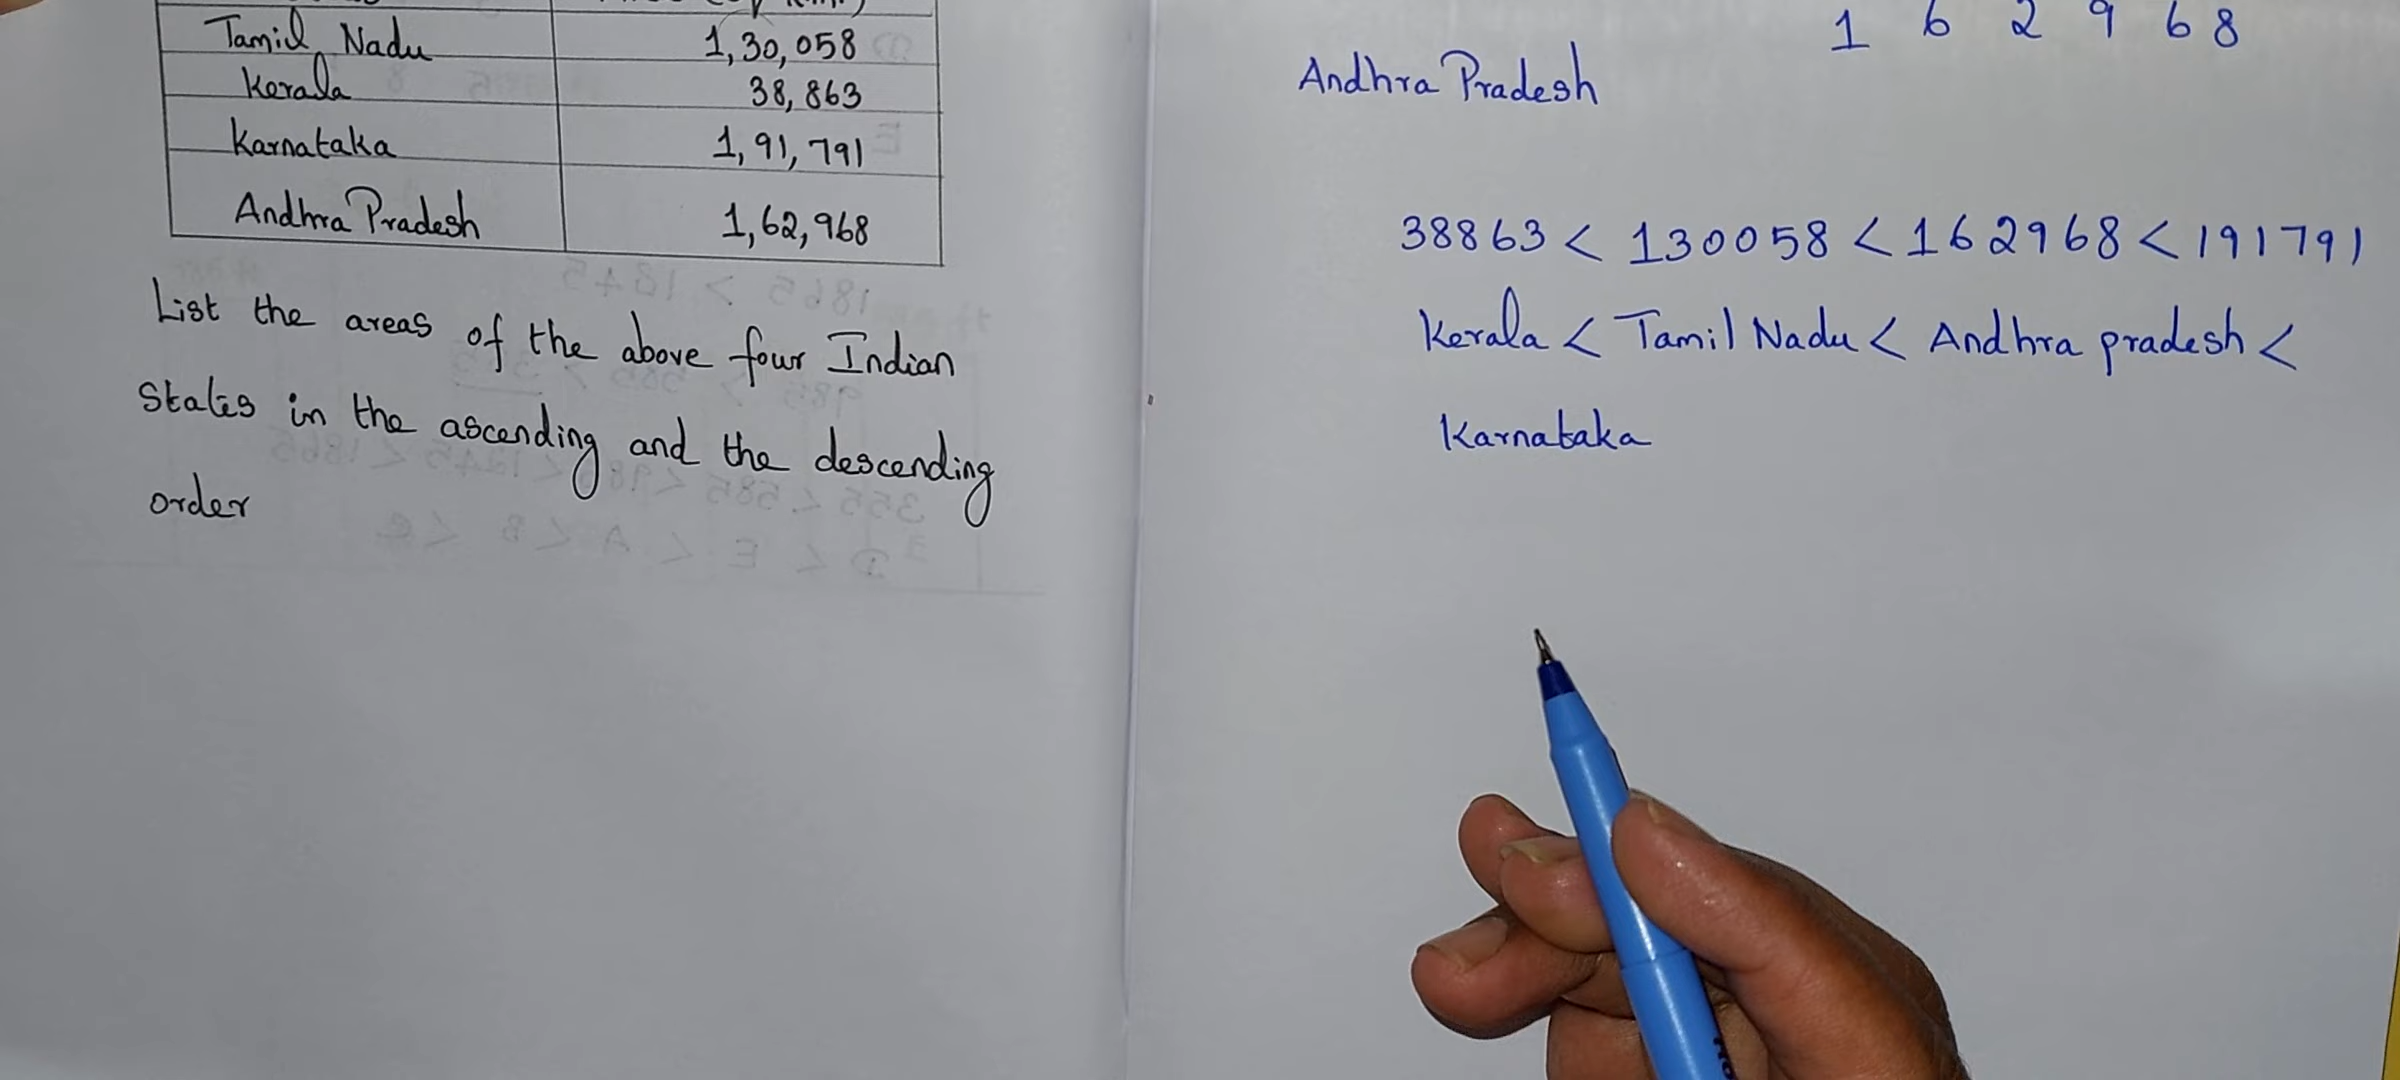 Tamil Nadu 1,30,058
Kerala 38,863
Karnataka 1,91,791
Andhra Pradesh 1,62,968
List the areas of the above four Indian
States in the ascending and the descending
order
1 6 2 9 6 8
Andhra Pradesh
38863 < 130058 < 162968 < 191791
Kerala < Tamil Nadu < Andhra pradesh <
Karnataka